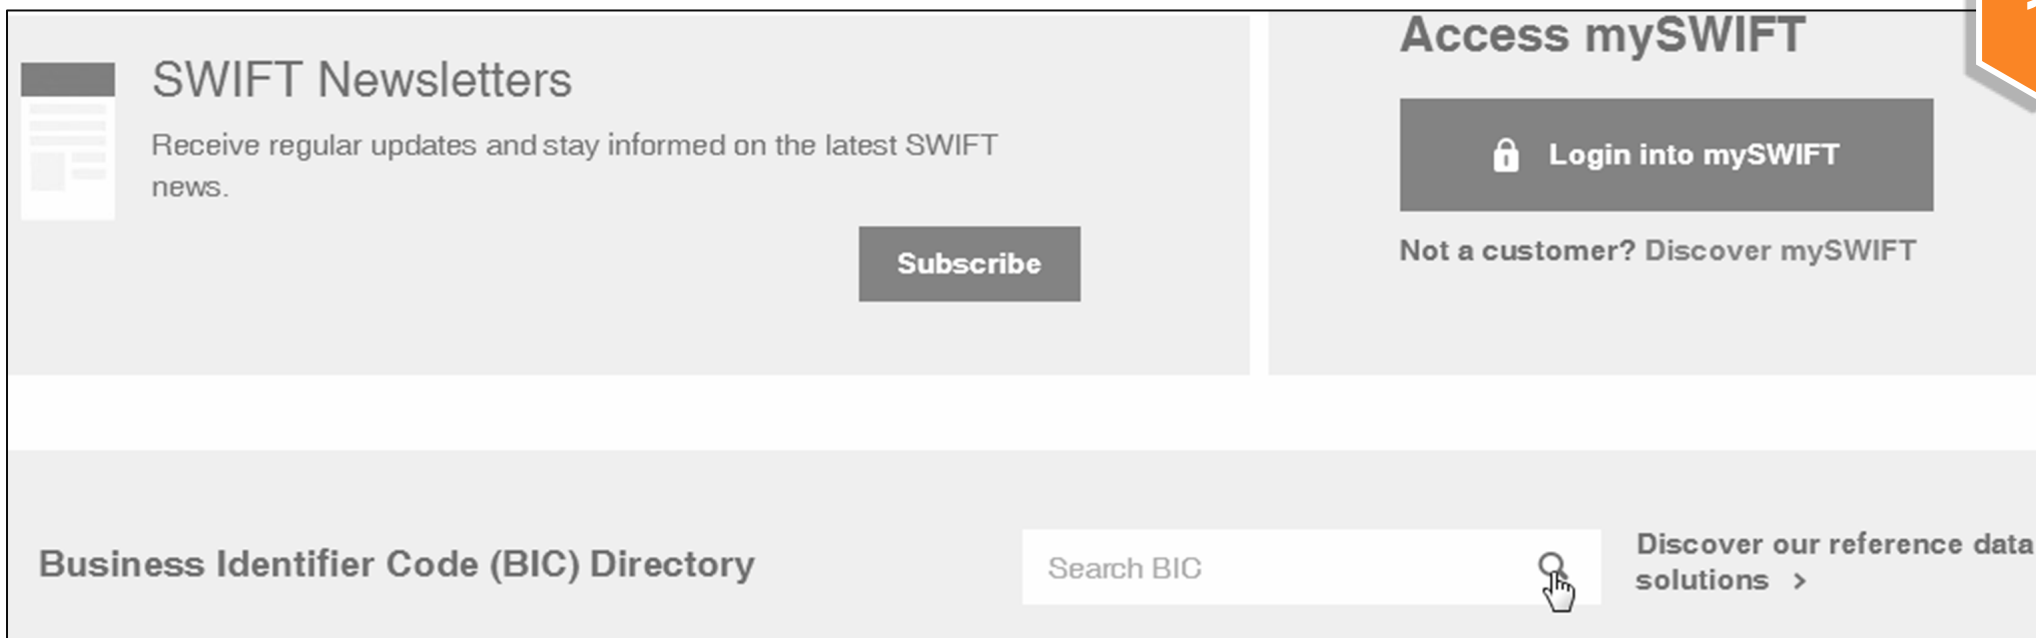 SWIFT Newsletters
Receive regular updates and stay informed on the latest SWIFT
news.
Subscribe
Access mySWIFT
Login into mySWIFT
Not a customer? Discover mySWIFT
Business Identifier Code (BIC) Directory
Search BIC
Discover our reference data
solutions >